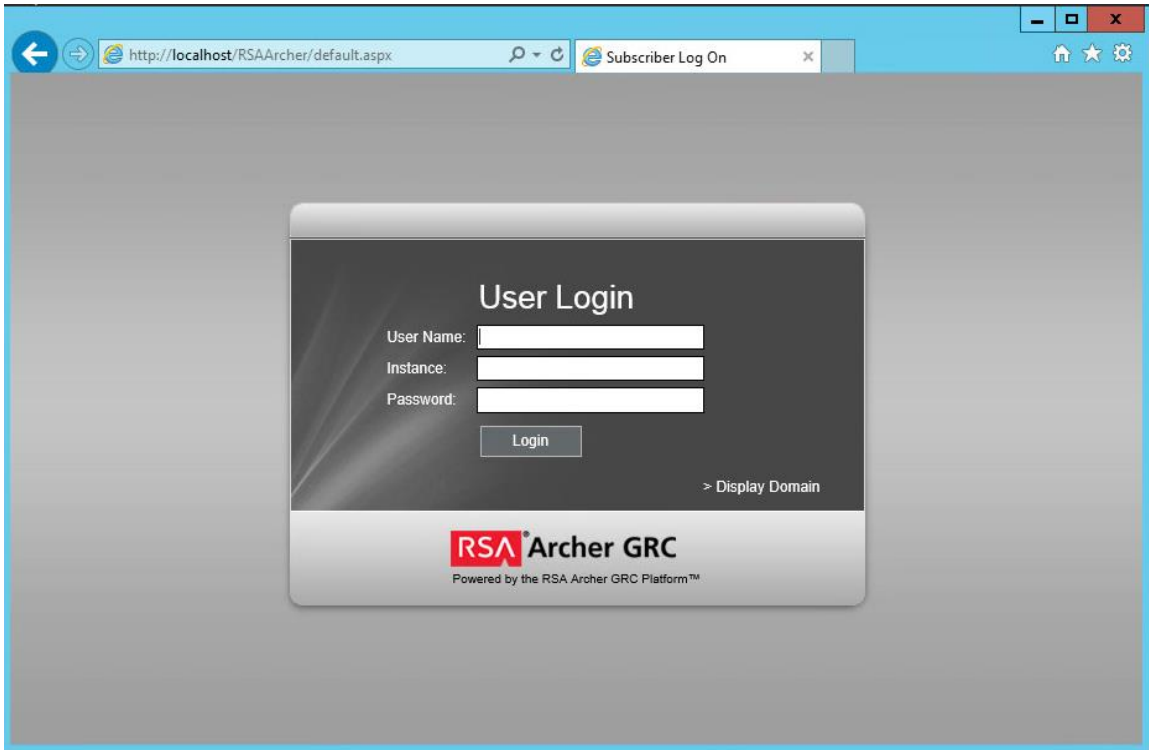 http://localhost/RSAArcher/default.aspx
Subscriber Log On
User Login
User Name:
Instance:
Password:
Login
> Display Domain
RSA® Archer GRC
Powered by the RSA Archer GRC Platform™